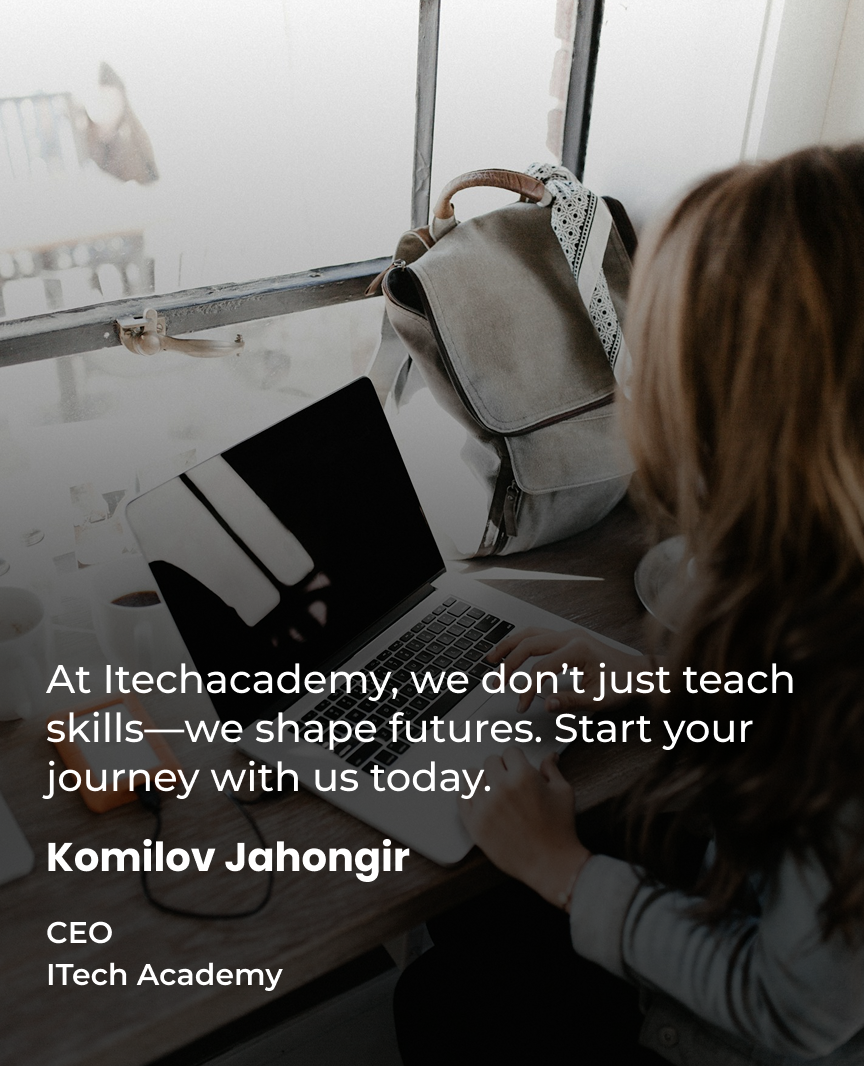 At Itechacademy, we don’t just teach
skills—we shape futures. Start your
journey with us today.
Komilov Jahongir
CEO
ITech Academy